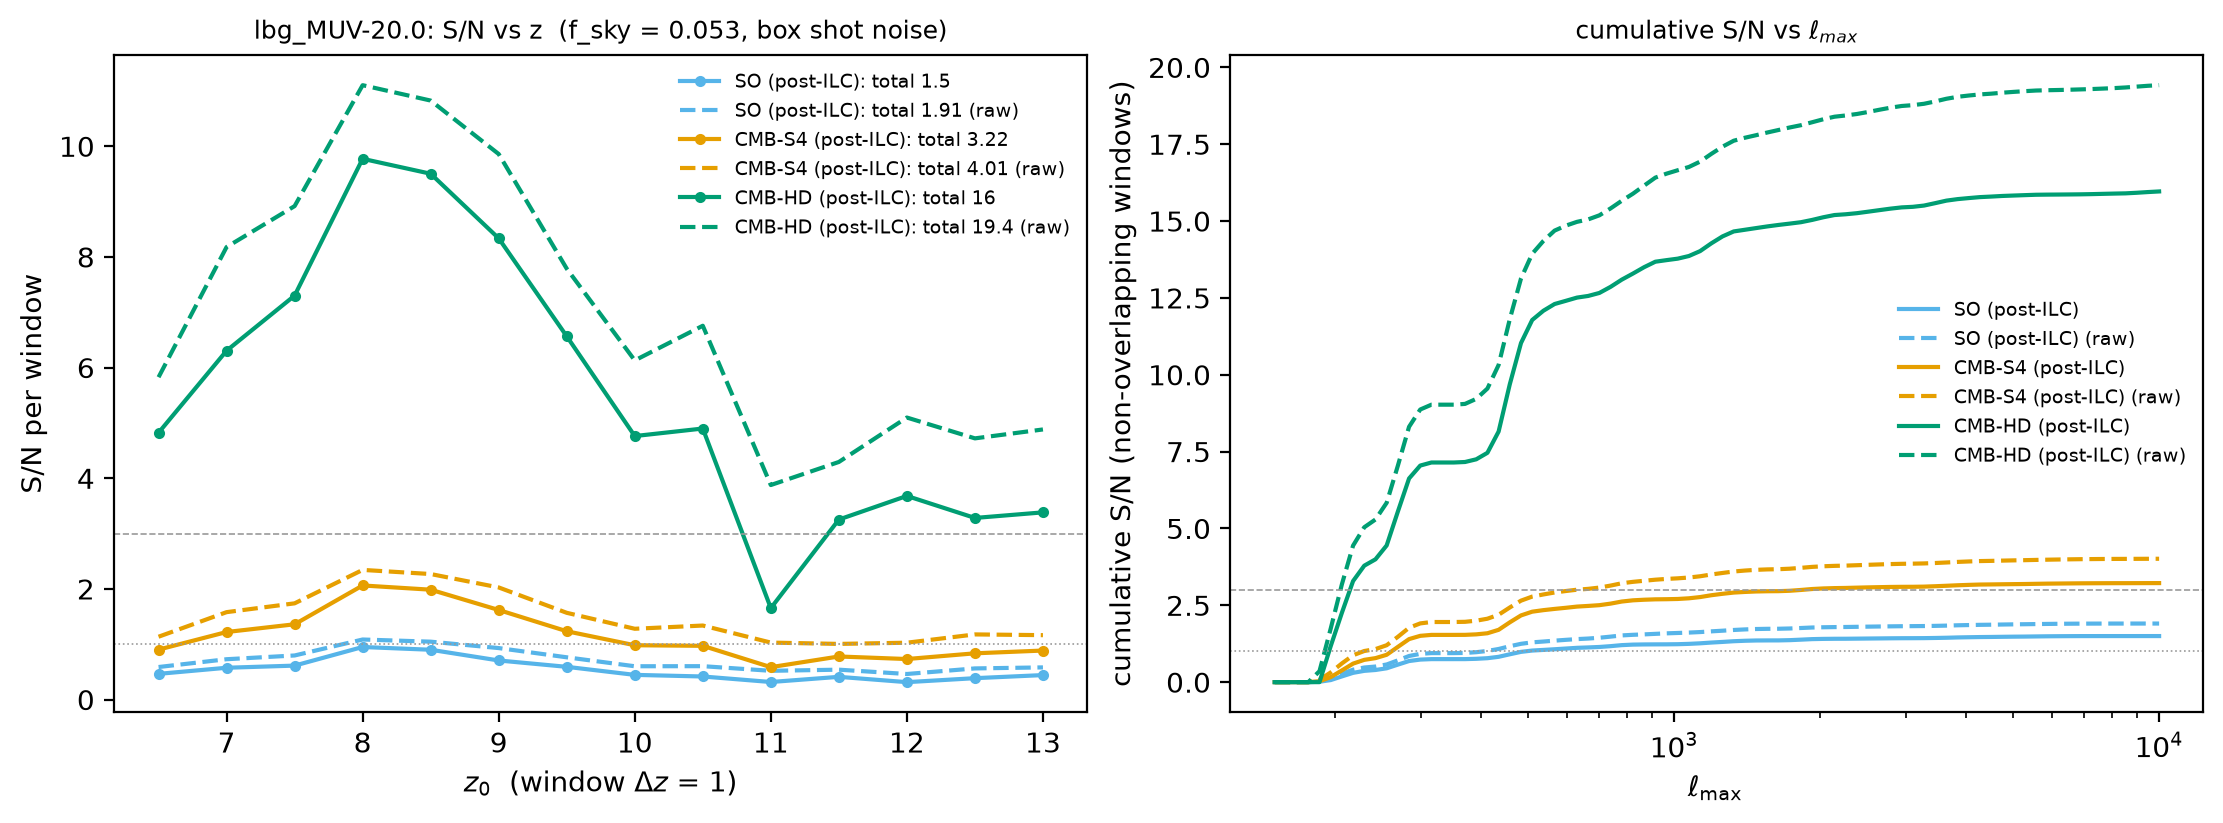 lbg_MUV-20.0: S/N vs z  (f_sky = 0.053, box shot noise)
S/N per window
10
8
6
4
2
0
SO (post-ILC): total 1.5
SO (post-ILC): total 1.91 (raw)
CMB-S4 (post-ILC): total 3.22
CMB-S4 (post-ILC): total 4.01 (raw)
CMB-HD (post-ILC): total 16
CMB-HD (post-ILC): total 19.4 (raw)
7 8 9 10 11 12 13
z₀  (window Δz = 1)
cumulative S/N vs ℓₘₐₓ
cumulative S/N (non-overlapping windows)
20.0
17.5
15.0
12.5
10.0
7.5
5.0
2.5
0.0
SO (post-ILC)
SO (post-ILC) (raw)
CMB-S4 (post-ILC)
CMB-S4 (post-ILC) (raw)
CMB-HD (post-ILC)
CMB-HD (post-ILC) (raw)
10³ 10⁴
ℓₘₐₓ